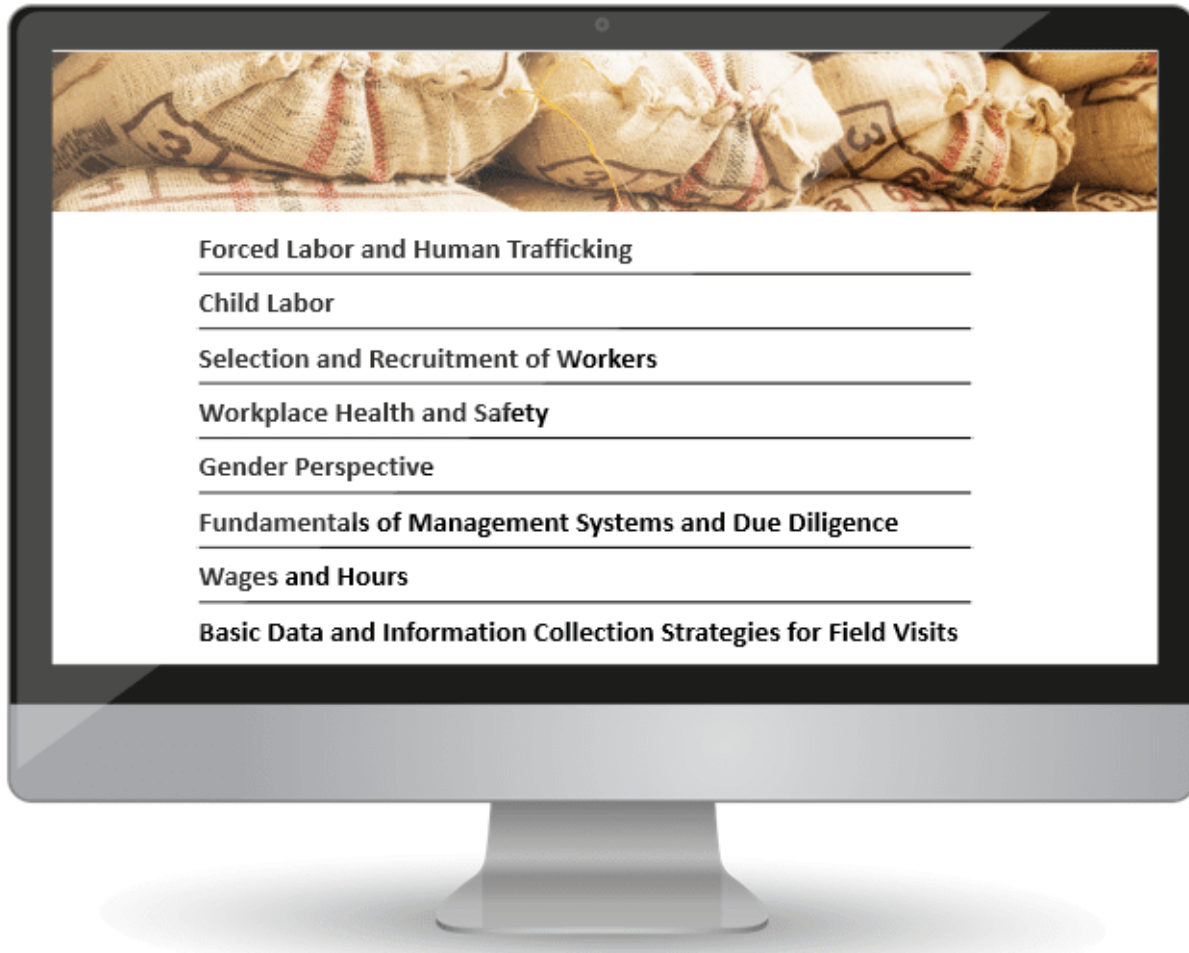 Forced Labor and Human Trafficking
Child Labor
Selection and Recruitment of Workers
Workplace Health and Safety
Gender Perspective
Fundamentals of Management Systems and Due Diligence
Wages and Hours
Basic Data and Information Collection Strategies for Field Visits